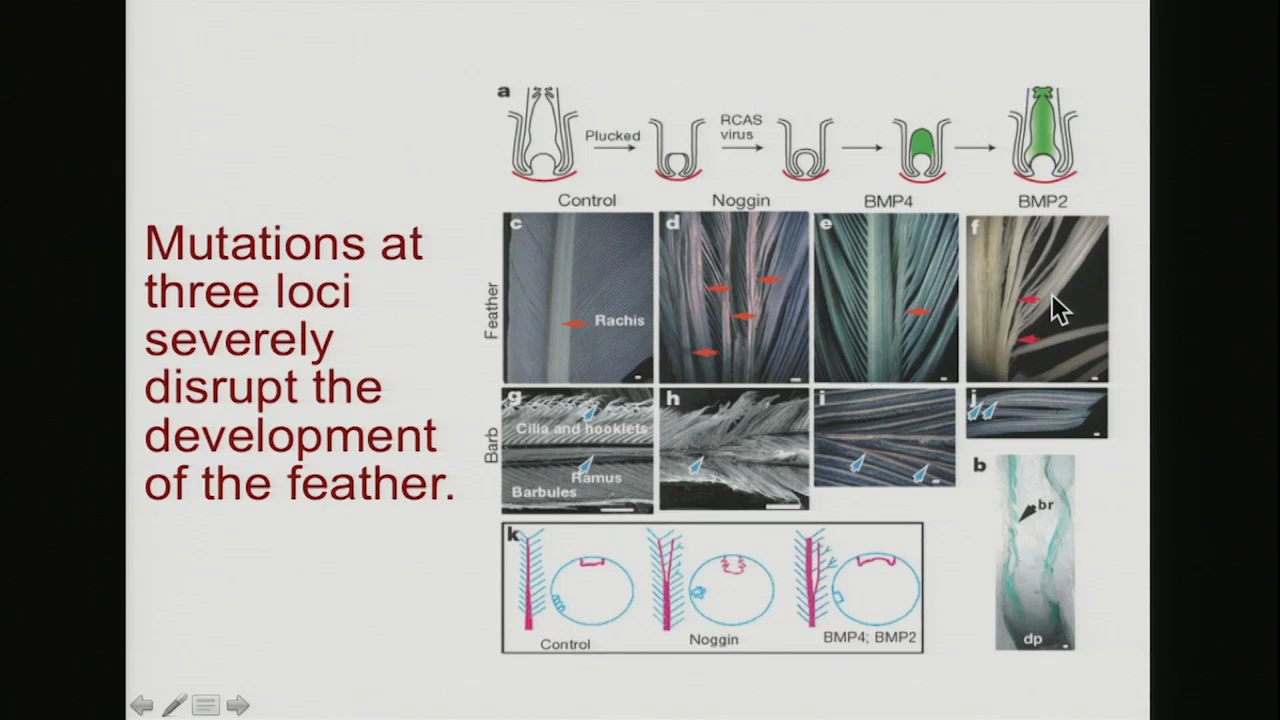 Mutations at
three loci
severely
disrupt the
development
of the feather.
a
Plucked
RCAS
virus
Control
Noggin
BMP4
BMP2
Feather
c
Rachis
d
e
f
Barb
g
Cilia and hooklets
Ramus
Barbules
h
i
j
b
br
dp
k
Control
Noggin
BMP4; BMP2